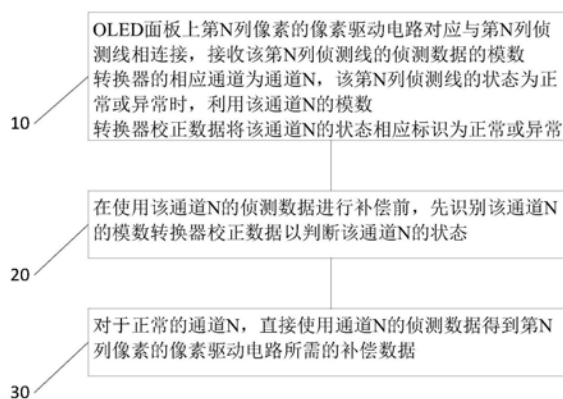 OLED面板上第N列像素的像素驱动电路对应与第N列侦
测线相连接，接收该第N列侦测线的侦测数据的模数
转换器的相应通道为通道N，该第N列侦测线的状态为正
常或异常时，利用该通道N的模数
转换器校正数据将该通道N的状态相应标识为正常或异常
10
在使用该通道N的侦测数据进行补偿前，先识别该通道N
的模数转换器校正数据以判断该通道N的状态
20
对于正常的通道N，直接使用通道N的侦测数据得到第N
列像素的像素驱动电路所需的补偿数据
30